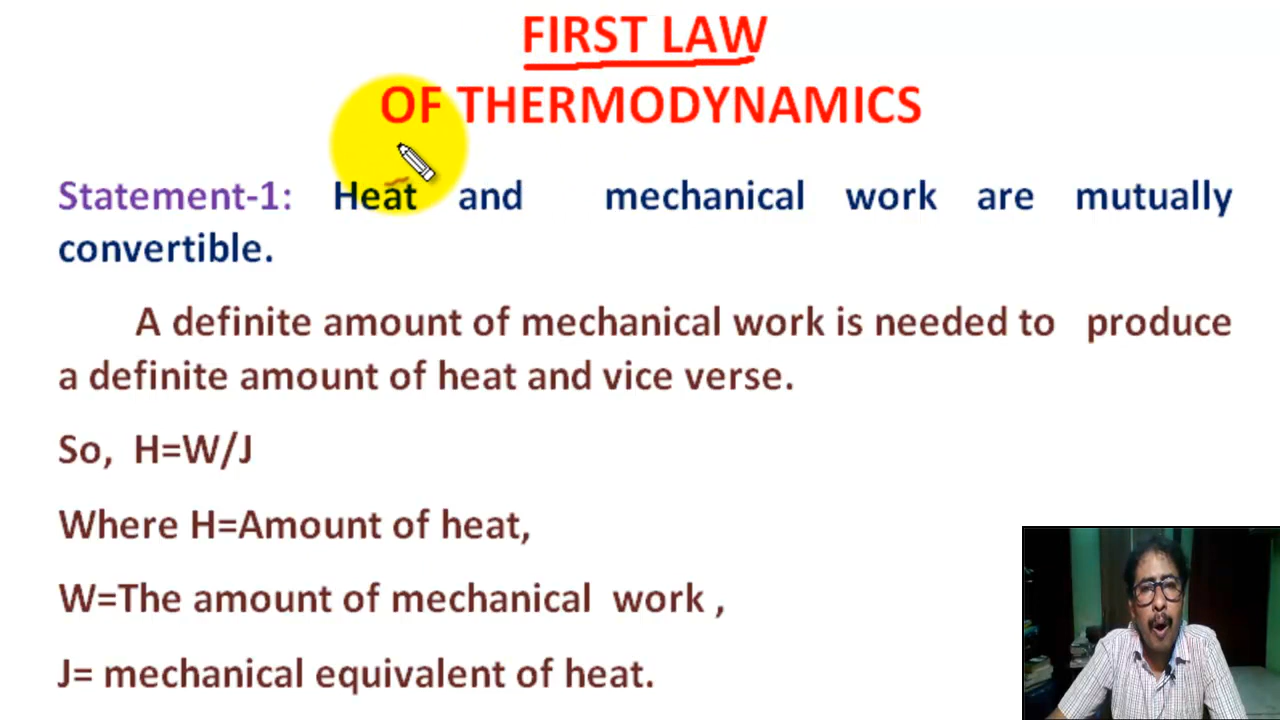 FIRST LAW
OF THERMODYNAMICS
Statement-1: Heat and mechanical work are mutually
convertible.
A definite amount of mechanical work is needed to produce
a definite amount of heat and vice verse.
So, H=W/J
Where H=Amount of heat,
W=The amount of mechanical work ,
J= mechanical equivalent of heat.